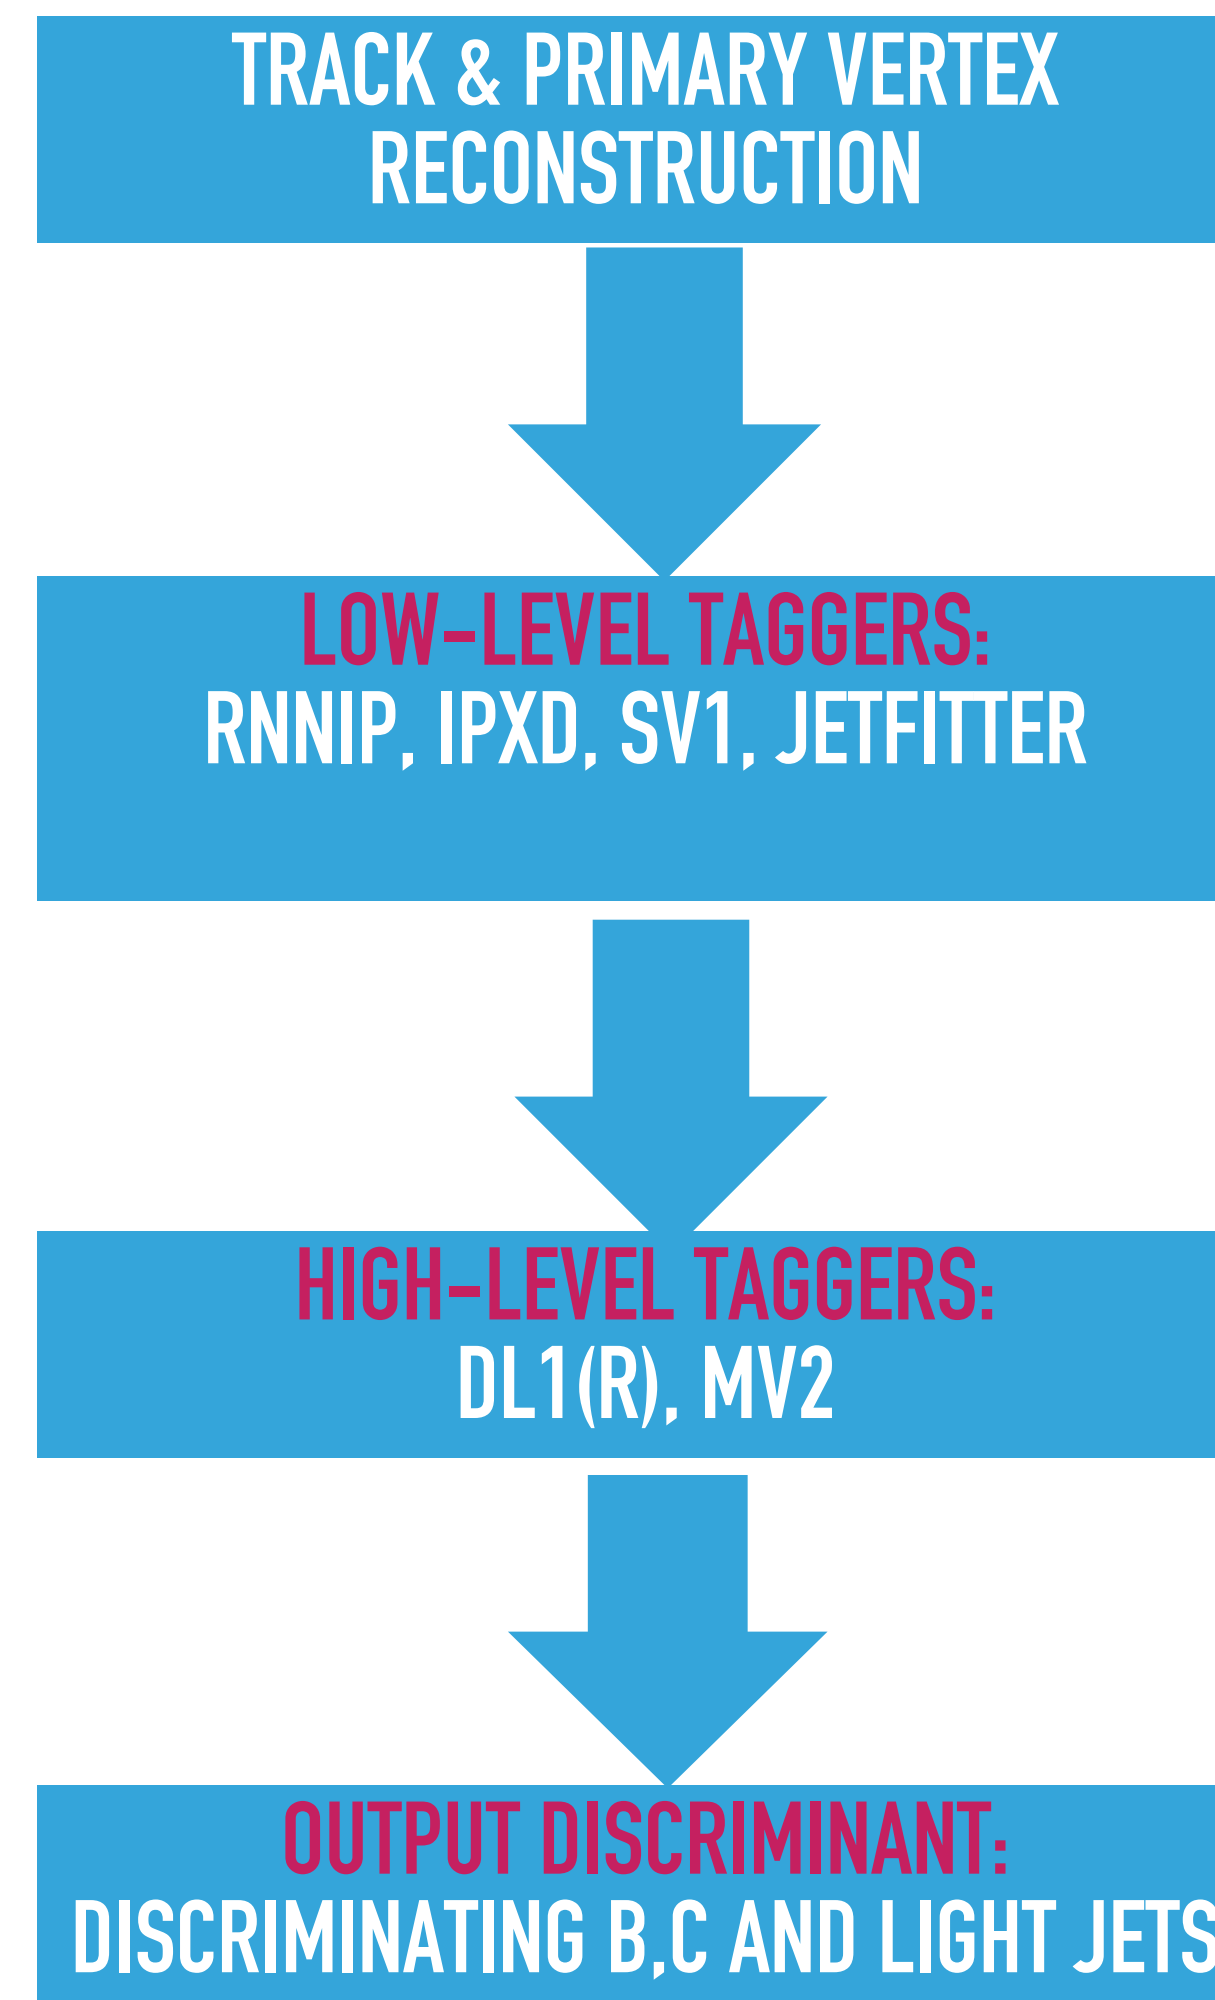 TRACK & PRIMARY VERTEX
RECONSTRUCTION
LOW-LEVEL TAGGERS:
RNNIP, IPXD, SV1, JETFITTER
HIGH-LEVEL TAGGERS:
DL1(R), MV2
OUTPUT DISCRIMINANT:
DISCRIMINATING B,C AND LIGHT JETS